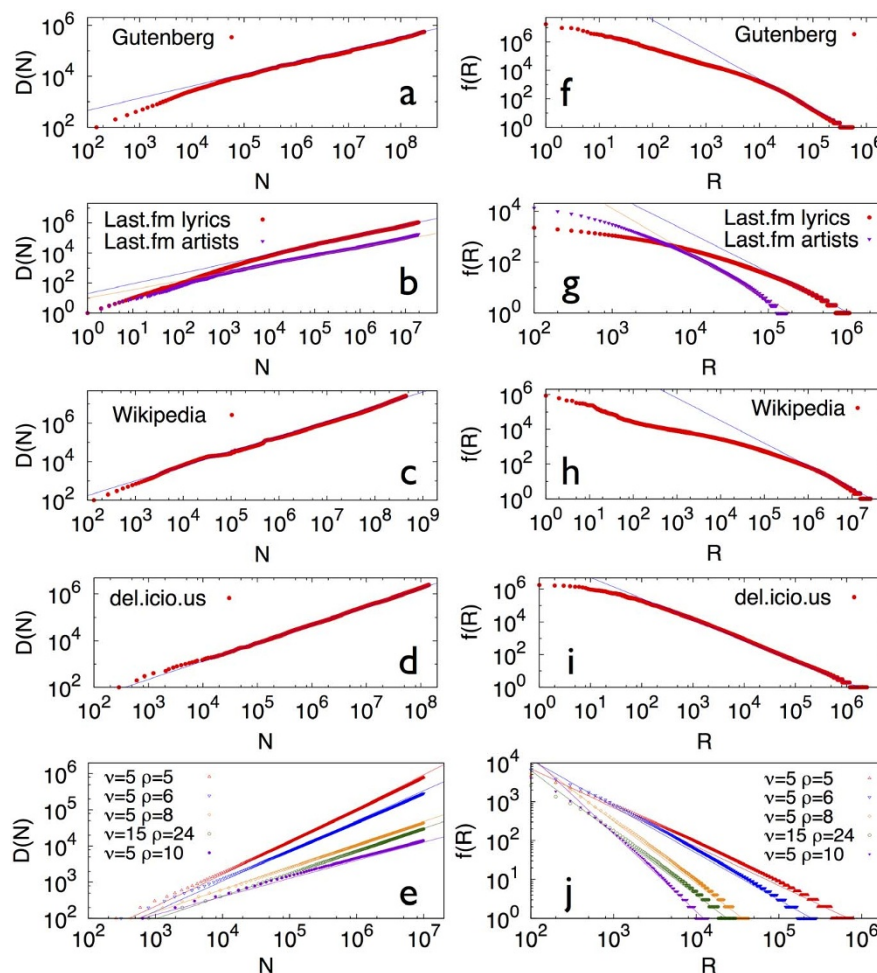 10^6
10^4
10^2
D(N)
Gutenberg
a
10^2 10^3 10^4 10^5 10^6 10^7 10^8
N
10^6
10^4
10^2
10^0
f(R)
Gutenberg
f
10^0 10^1 10^2 10^3 10^4 10^5 10^6
R
10^6
10^4
10^2
10^0
D(N)
Last.fm lyrics
Last.fm artists
b
10^0 10^1 10^2 10^3 10^4 10^5 10^6 10^7
N
10^4
10^2
10^0
f(R)
Last.fm lyrics
Last.fm artists
g
10^2 10^3 10^4 10^5 10^6
R
10^6
10^4
10^2
D(N)
Wikipedia
c
10^2 10^3 10^4 10^5 10^6 10^7 10^8 10^9
N
10^6
10^4
10^2
10^0
f(R)
Wikipedia
h
10^0 10^1 10^2 10^3 10^4 10^5 10^6 10^7
R
10^6
10^4
10^2
D(N)
del.icio.us
d
10^2 10^3 10^4 10^5 10^6 10^7 10^8
N
10^6
10^4
10^2
10^0
f(R)
del.icio.us
i
10^0 10^1 10^2 10^3 10^4 10^5 10^6
R
10^6
10^5
10^4
10^3
10^2
D(N)
ν=5 ρ=5
ν=5 ρ=6
ν=5 ρ=8
ν=15 ρ=24
ν=5 ρ=10
e
10^2 10^3 10^4 10^5 10^6 10^7
N
10^4
10^3
10^2
10^1
10^0
f(R)
ν=5 ρ=5
ν=5 ρ=6
ν=5 ρ=8
ν=15 ρ=24
ν=5 ρ=10
j
10^2 10^3 10^4 10^5 10^6
R